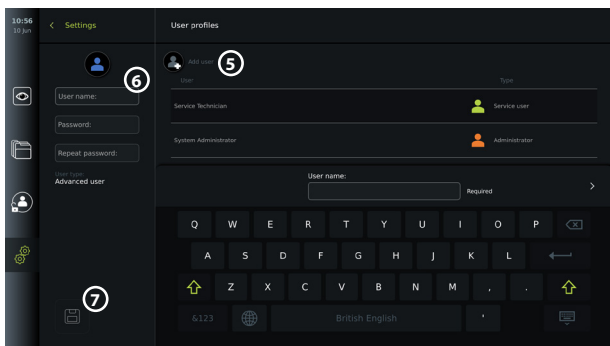 10:56
10 Jun
Settings
User profiles
5
Add user
6
User
Type
User name:
Service Technician
Service user
Password:
System Administrator
Administrator
Repeat password:
User type:
Advanced user
User name:
Required
Q W E R T Y U I O P
A S D F G H J K L
Z X C V B N M , .
7
&123
British English
'